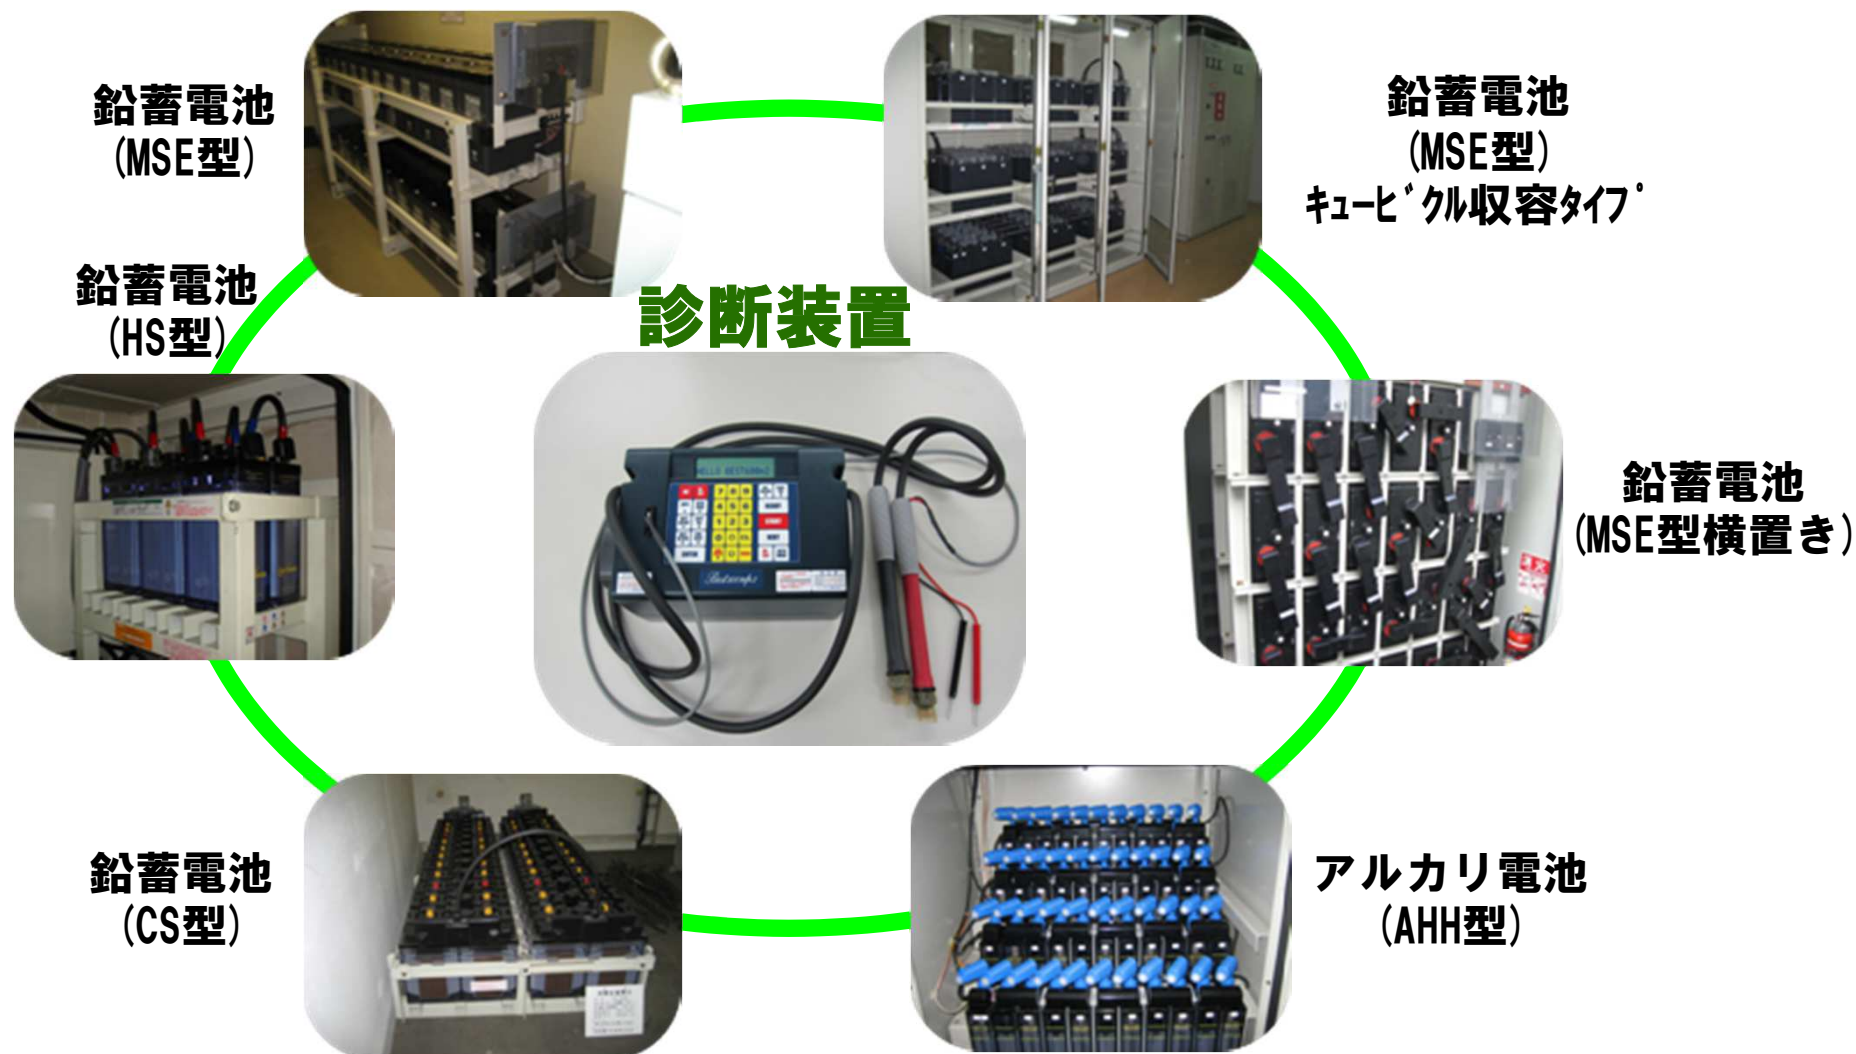 鉛蓄電池
(MSE型)
鉛蓄電池
(MSE型)
キュービクル収容タイプ
鉛蓄電池
(HS型)
診断装置
鉛蓄電池
(MSE型横置き)
鉛蓄電池
(CS型)
アルカリ電池
(AHH型)